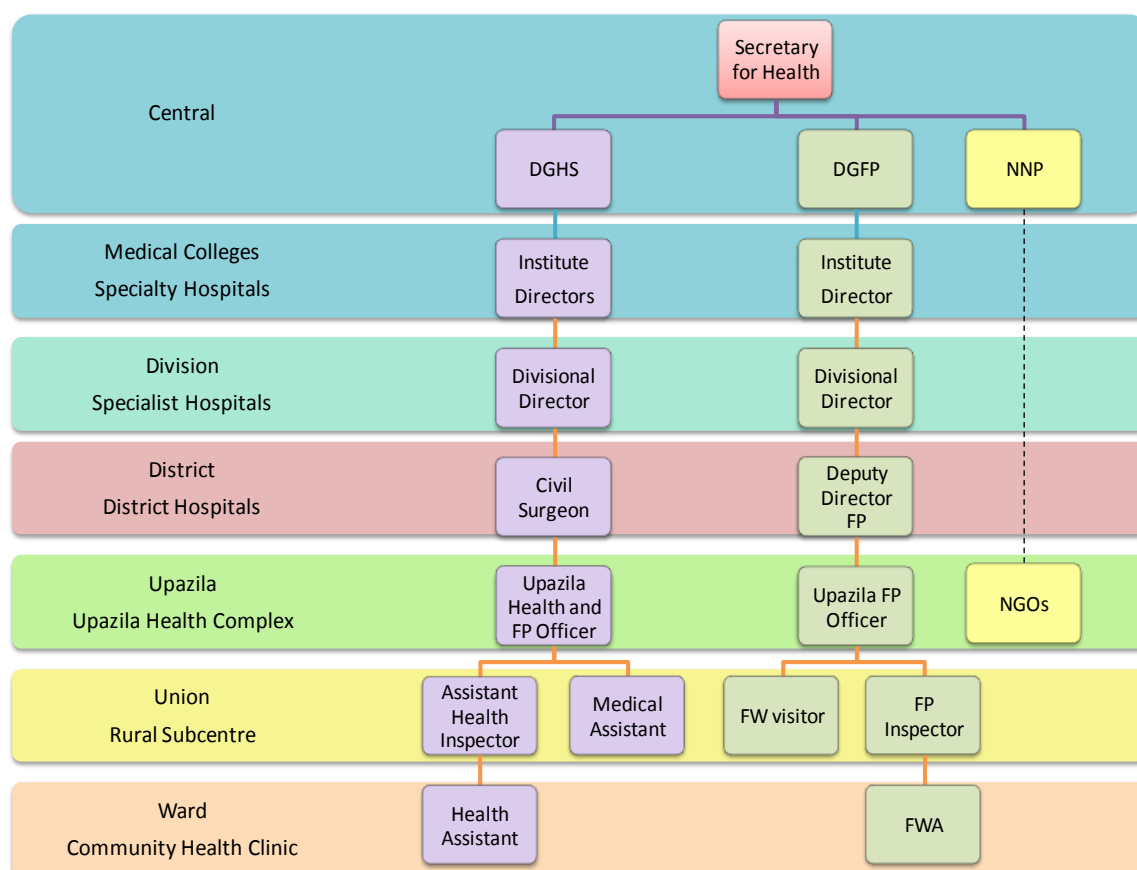 Secretary
for Health
Central
DGHS
DGFP
NNP
Medical Colleges
Specialty Hospitals
Institute
Directors
Institute
Director
Division
Specialist Hospitals
Divisional
Director
Divisional
Director
District
District Hospitals
Civil
Surgeon
Deputy
Director
FP
Upazila
Upazila Health Complex
Upazila
Health and
FP Officer
Upazila FP
Officer
NGOs
Union
Rural Subcentre
Assistant
Health
Inspector
Medical
Assistant
FW visitor
FP
Inspector
Ward
Community Health Clinic
Health
Assistant
FWA